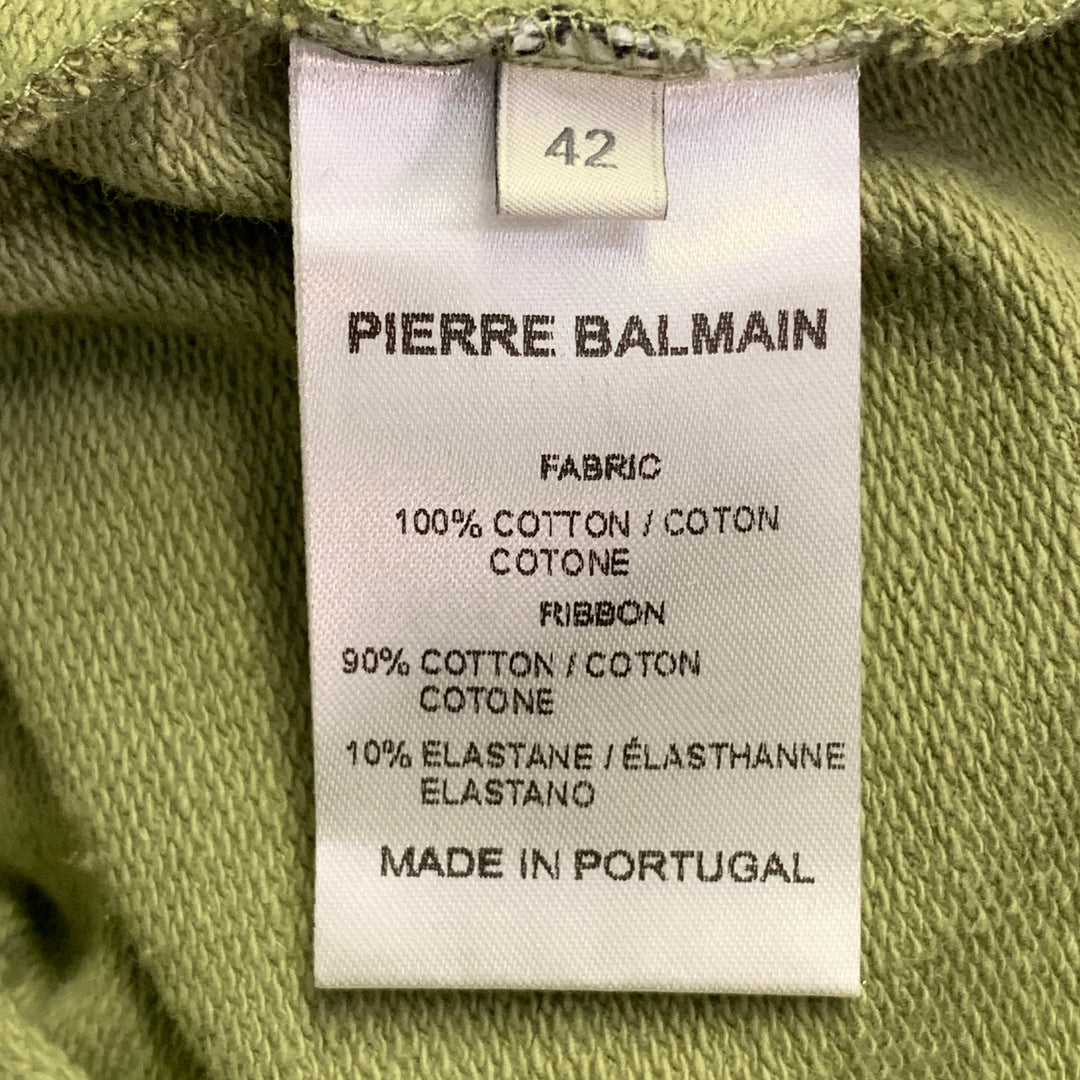 42
PIERRE BALMAIN
FABRIC
100% COTTON / COTON
COTONE
RIBBON
90% COTTON / COTON
COTONE
10% ELASTANE / ÉLASTHANNE
ELASTANO
MADE IN PORTUGAL